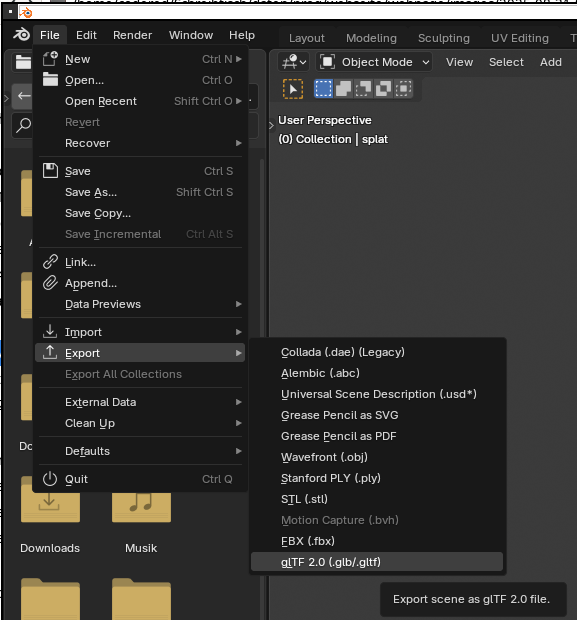 File Edit Render Window Help
Layout Modeling Sculpting UV Editing
Object Mode View Select Add
User Perspective
(0) Collection | splat
New Ctrl N
Open... Ctrl O
Open Recent Shift Ctrl O
Revert
Recover
Save Ctrl S
Save As... Shift Ctrl S
Save Copy...
Save Incremental Ctrl Alt S
Link...
Append...
Data Previews
Import
Export
Export All Collections
External Data
Clean Up
Defaults
Quit Ctrl Q
Collada (.dae) (Legacy)
Alembic (.abc)
Universal Scene Description (.usd*)
Grease Pencil as SVG
Grease Pencil as PDF
Wavefront (.obj)
Stanford PLY (.ply)
STL (.stl)
Motion Capture (.bvh)
FBX (.fbx)
glTF 2.0 (.glb/.gltf)
Export scene as glTF 2.0 file.
Downloads Musik